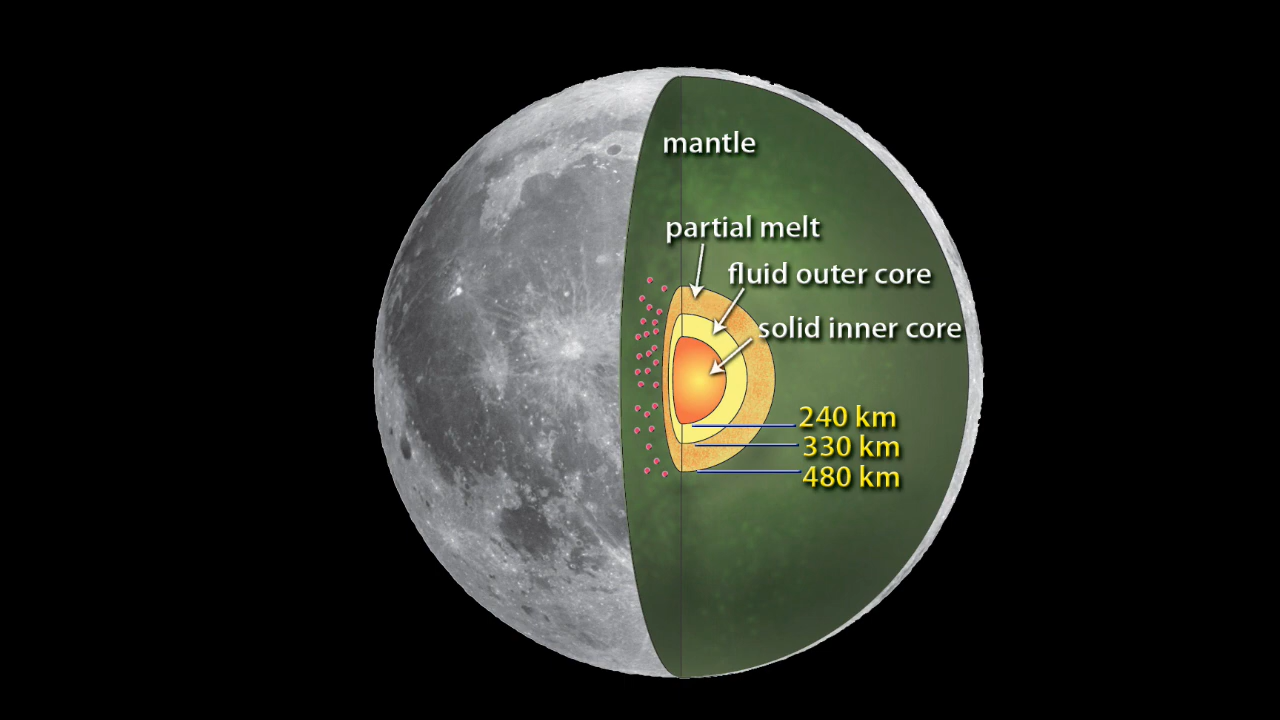 mantle
partial melt
fluid outer core
solid inner core
240 km
330 km
480 km